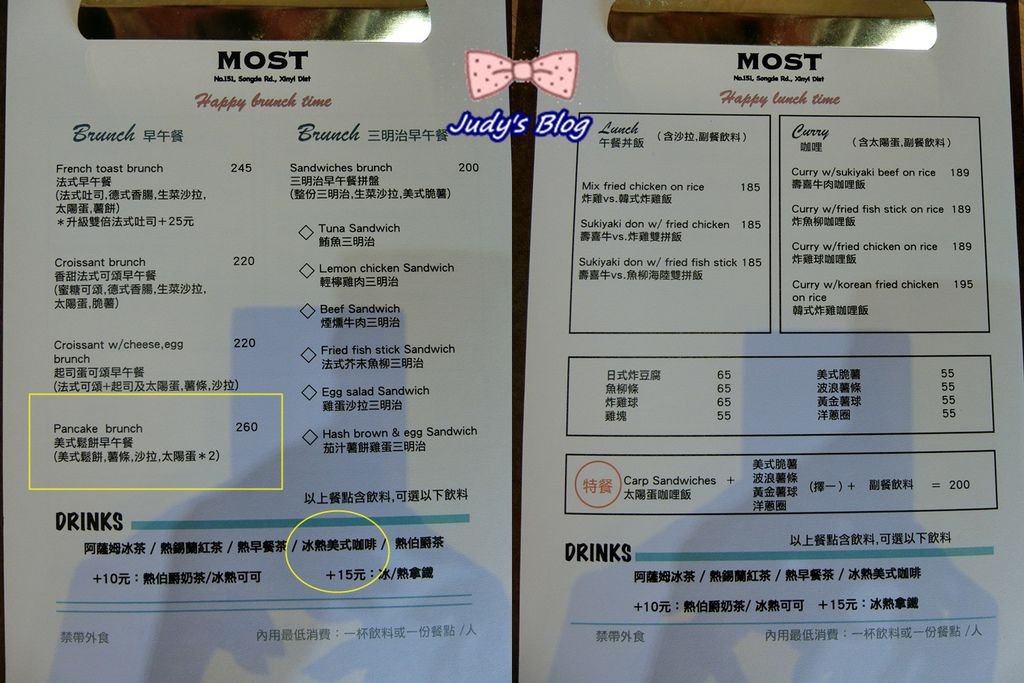 MOST
No.151, Songde Rd., Xinyi Dist
Happy brunch time
Brunch 早午餐
French toast brunch 245
法式早午餐
(法式吐司,德式香腸,生菜沙拉,
太陽蛋,薯餅)
＊升級雙倍法式吐司+25元
Croissant brunch 220
香甜法式可頌早午餐
(蜜糖可頌,德式香腸,生菜沙拉,
太陽蛋,脆薯)
Croissant w/cheese,egg 220
brunch
起司蛋可頌早午餐
(法式可頌+起司及太陽蛋,薯條,沙拉)
Pancake brunch 260
美式鬆餅早午餐
(美式鬆餅,薯條,沙拉,太陽蛋＊2)
Brunch 三明治早午餐
Sandwiches brunch 200
三明治早午餐拼盤
(整份三明治,生菜沙拉,美式脆薯)
◇ Tuna Sandwich
鮪魚三明治
◇ Lemon chicken Sandwich
輕檸雞肉三明治
◇ Beef Sandwich
煙燻牛肉三明治
◇ Fried fish stick Sandwich
法式芥末魚柳三明治
◇ Egg salad Sandwich
雞蛋沙拉三明治
◇ Hash brown & egg Sandwich
茄汁薯餅雞蛋三明治
以上餐點含飲料,可選以下飲料
DRINKS
阿薩姆冰茶 / 熱錫蘭紅茶 / 熱早餐茶 / 冰熱美式咖啡 / 熱伯爵茶
+10元：熱伯爵奶茶/冰熱可可 +15元：冰/熱拿鐵
禁帶外食 內用最低消費：一杯飲料或一份餐點 /人
Judy's Blog
MOST
No.151, Songde Rd., Xinyi Dist
Happy lunch time
Lunch
午餐丼飯 (含沙拉,副餐飲料)
Mix fried chicken on rice 185
炸雞vs.韓式炸雞飯
Sukiyaki don w/ fried chicken 185
壽喜牛vs.炸雞雙拼飯
Sukiyaki don w/ fried fish stick 185
壽喜牛vs.魚柳海陸雙拼飯
Curry
咖哩 (含太陽蛋,副餐飲料)
Curry w/sukiyaki beef on rice 189
壽喜牛肉咖哩飯
Curry w/fried fish stick on rice 189
炸魚柳咖哩飯
Curry w/fried chicken on rice 189
炸雞球咖哩飯
Curry w/korean fried chicken 195
on rice
韓式炸雞咖哩飯
日式炸豆腐 65
魚柳條 65
炸雞球 65
雞塊 55
美式脆薯 55
波浪薯條 55
黃金薯球 55
洋蔥圈 55
特餐
Carp Sandwiches +
太陽蛋咖哩飯
美式脆薯
波浪薯條
黃金薯球
洋蔥圈
(擇一) + 副餐飲料 = 200
以上餐點含飲料,可選以下飲料
DRINKS
阿薩姆冰茶 / 熱錫蘭紅茶 / 熱早餐茶 / 冰熱美式咖啡
+10元：熱伯爵奶茶/ 冰熱可可 +15元：冰熱拿鐵
禁帶外食 內用最低消費：一杯飲料或一份餐點 /人